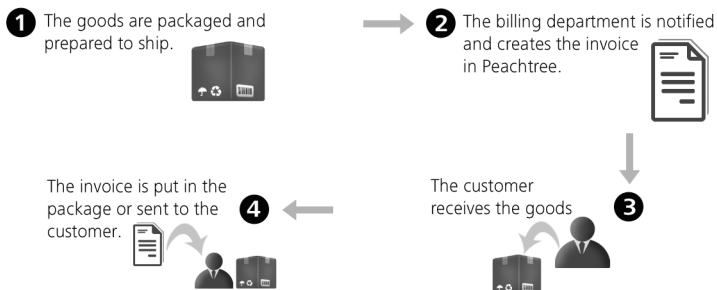 1 The goods are packaged and
prepared to ship.
2 The billing department is notified
and creates the invoice
in Peachtree.
The customer
receives the goods 3
The invoice is put in the
package or sent to the 4
customer.